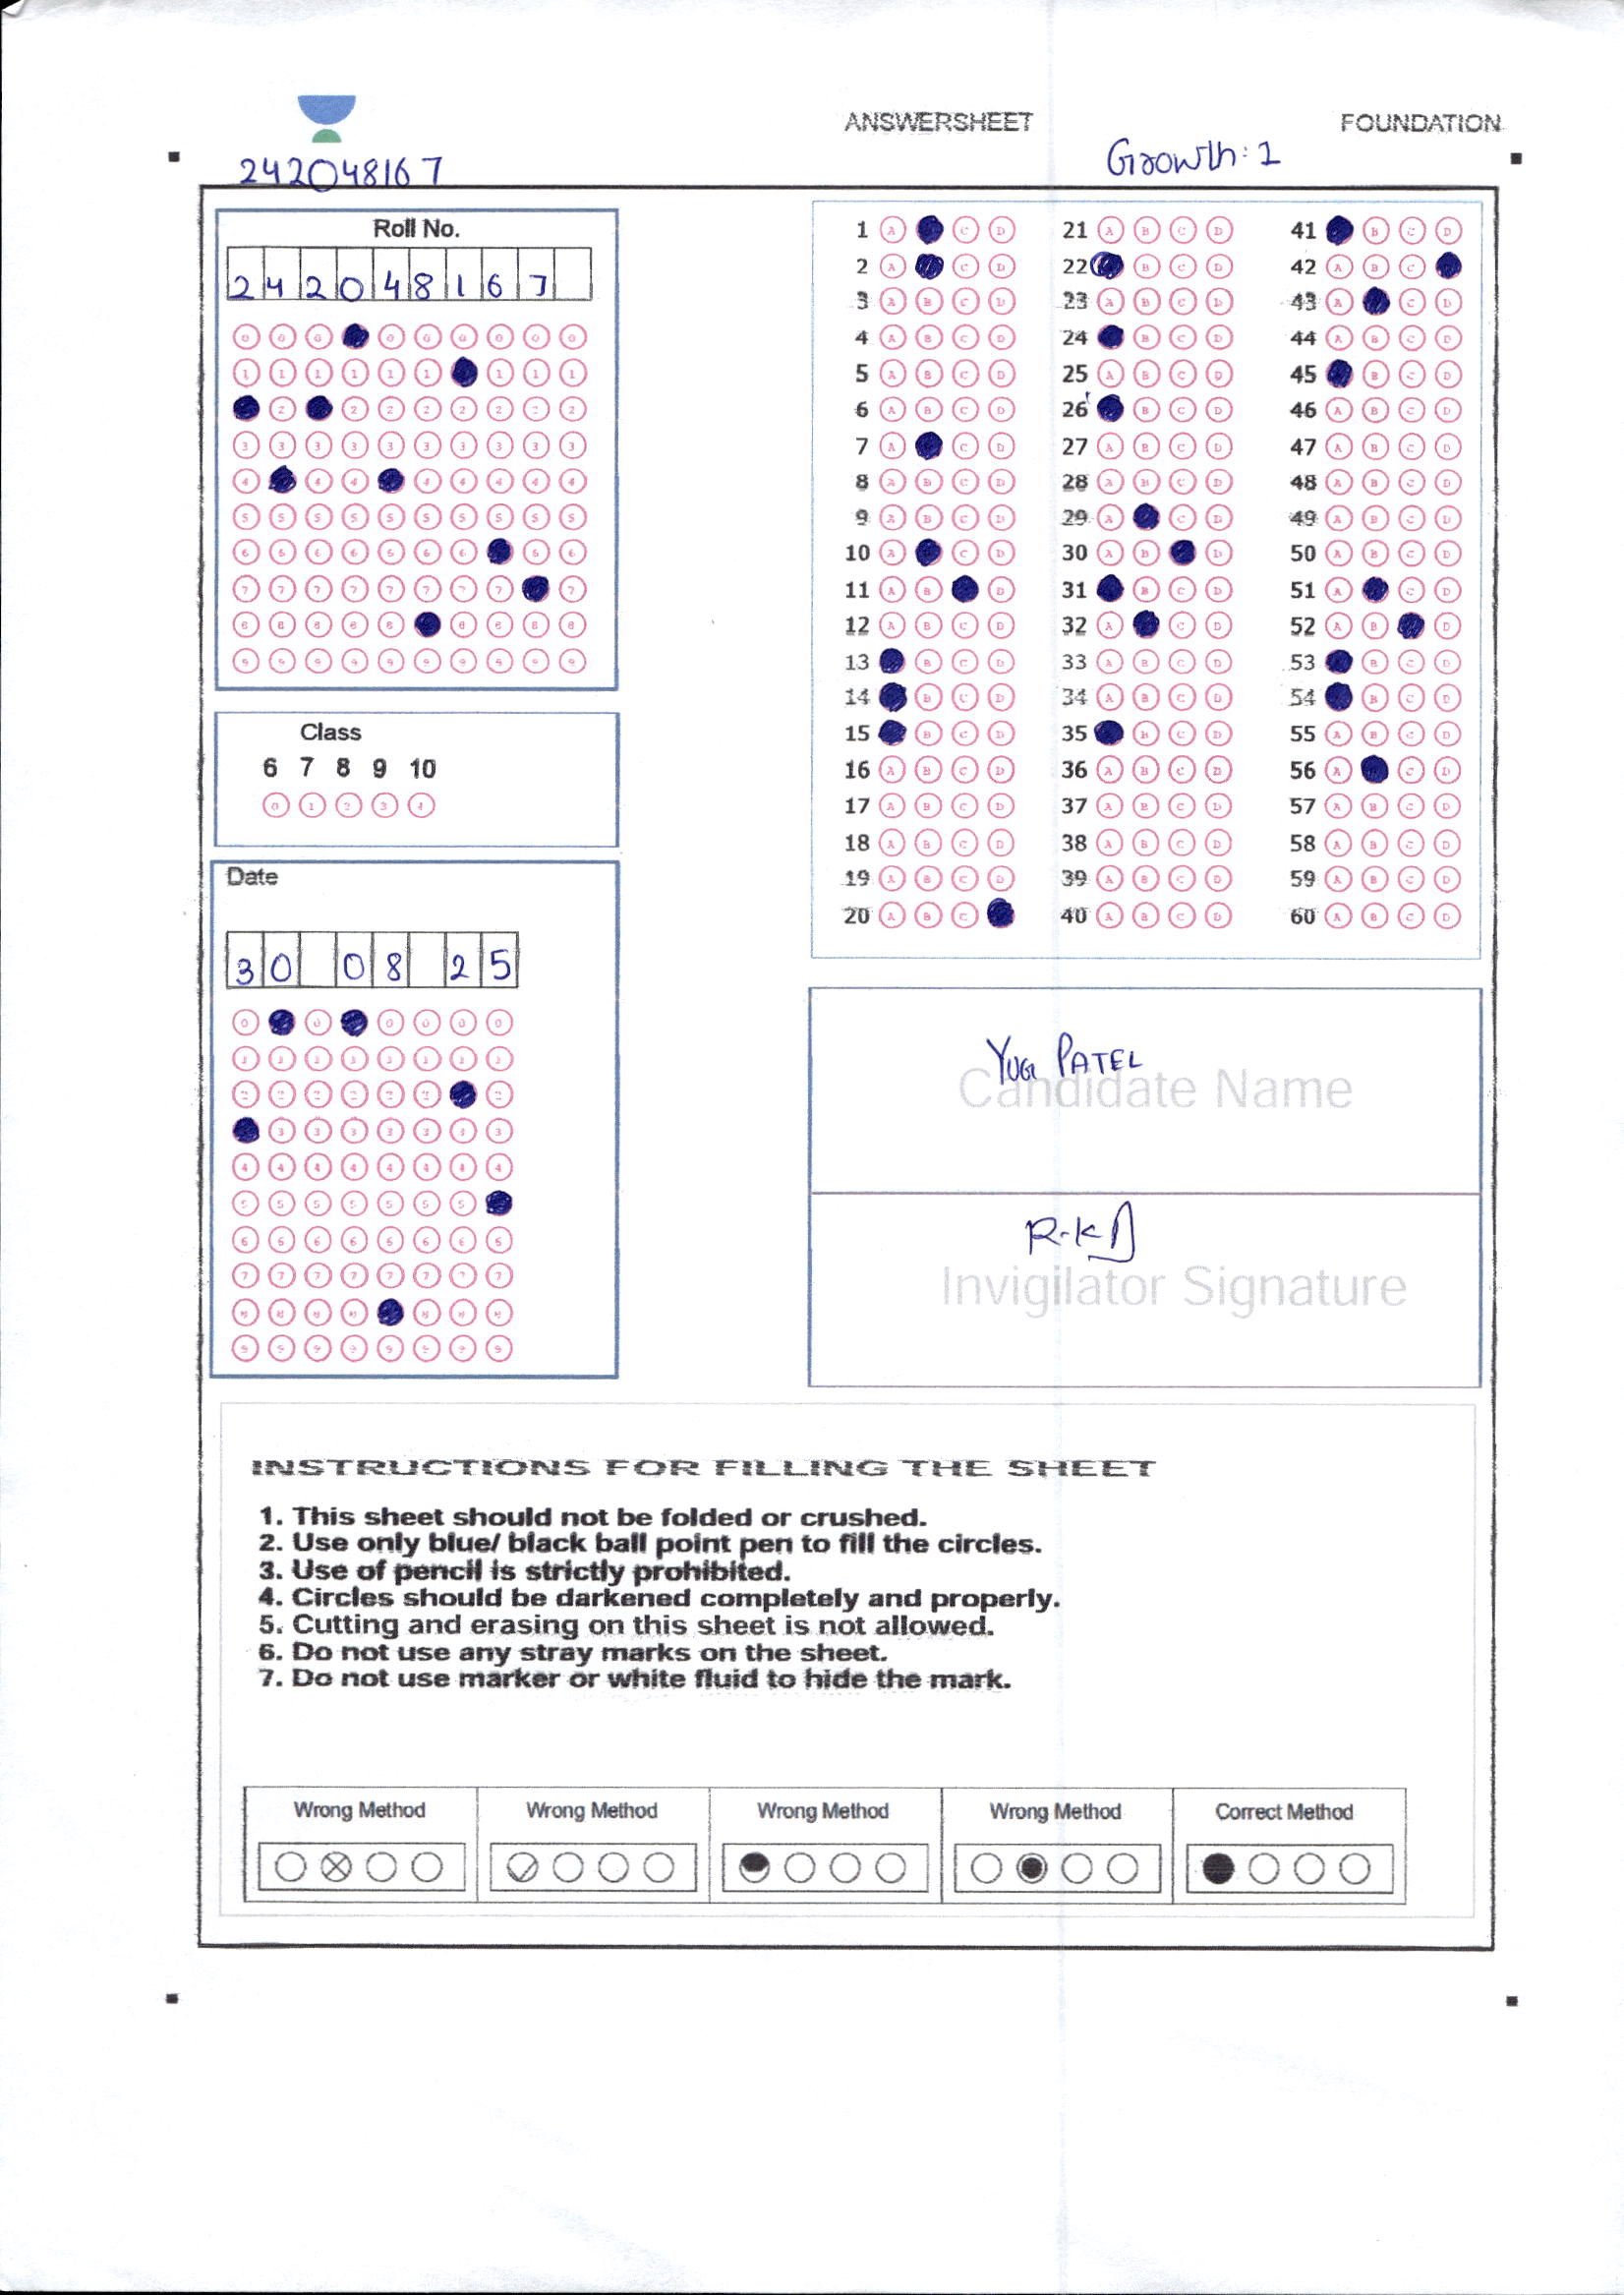 ANSWERSHEET
FOUNDATION
242048167
Growth: 1
Roll No.
2 4 2 0 4 8 1 6 7
Class
6 7 8 9 10
Date
30 08 25
1 A B C D
2 A B C D
3 A B C D
4 A B C D
5 A B C D
6 A B C D
7 A B C D
8 A B C D
9 A B C D
10 A B C D
11 A B C D
12 A B C D
13 A B C D
14 A B C D
15 A B C D
16 A B C D
17 A B C D
18 A B C D
19 A B C D
20 A B C D
21 A B C D
22 A B C D
23 A B C D
24 A B C D
25 A B C D
26 A B C D
27 A B C D
28 A B C D
29 A B C D
30 A B C D
31 A B C D
32 A B C D
33 A B C D
34 A B C D
35 A B C D
36 A B C D
37 A B C D
38 A B C D
39 A B C D
40 A B C D
41 A B C D
42 A B C D
43 A B C D
44 A B C D
45 A B C D
46 A B C D
47 A B C D
48 A B C D
49 A B C D
50 A B C D
51 A B C D
52 A B C D
53 A B C D
54 A B C D
55 A B C D
56 A B C D
57 A B C D
58 A B C D
59 A B C D
60 A B C D
YUG PATEL
Candidate Name
Invigilator Signature
INSTRUCTIONS FOR FILLING THE SHEET
1. This sheet should not be folded or crushed.
2. Use only blue/ black ball point pen to fill the circles.
3. Use of pencil is strictly prohibited.
4. Circles should be darkened completely and properly.
5. Cutting and erasing on this sheet is not allowed.
6. Do not use any stray marks on the sheet.
7. Do not use marker or white fluid to hide the mark.
Wrong Method
Wrong Method
Wrong Method
Wrong Method
Correct Method